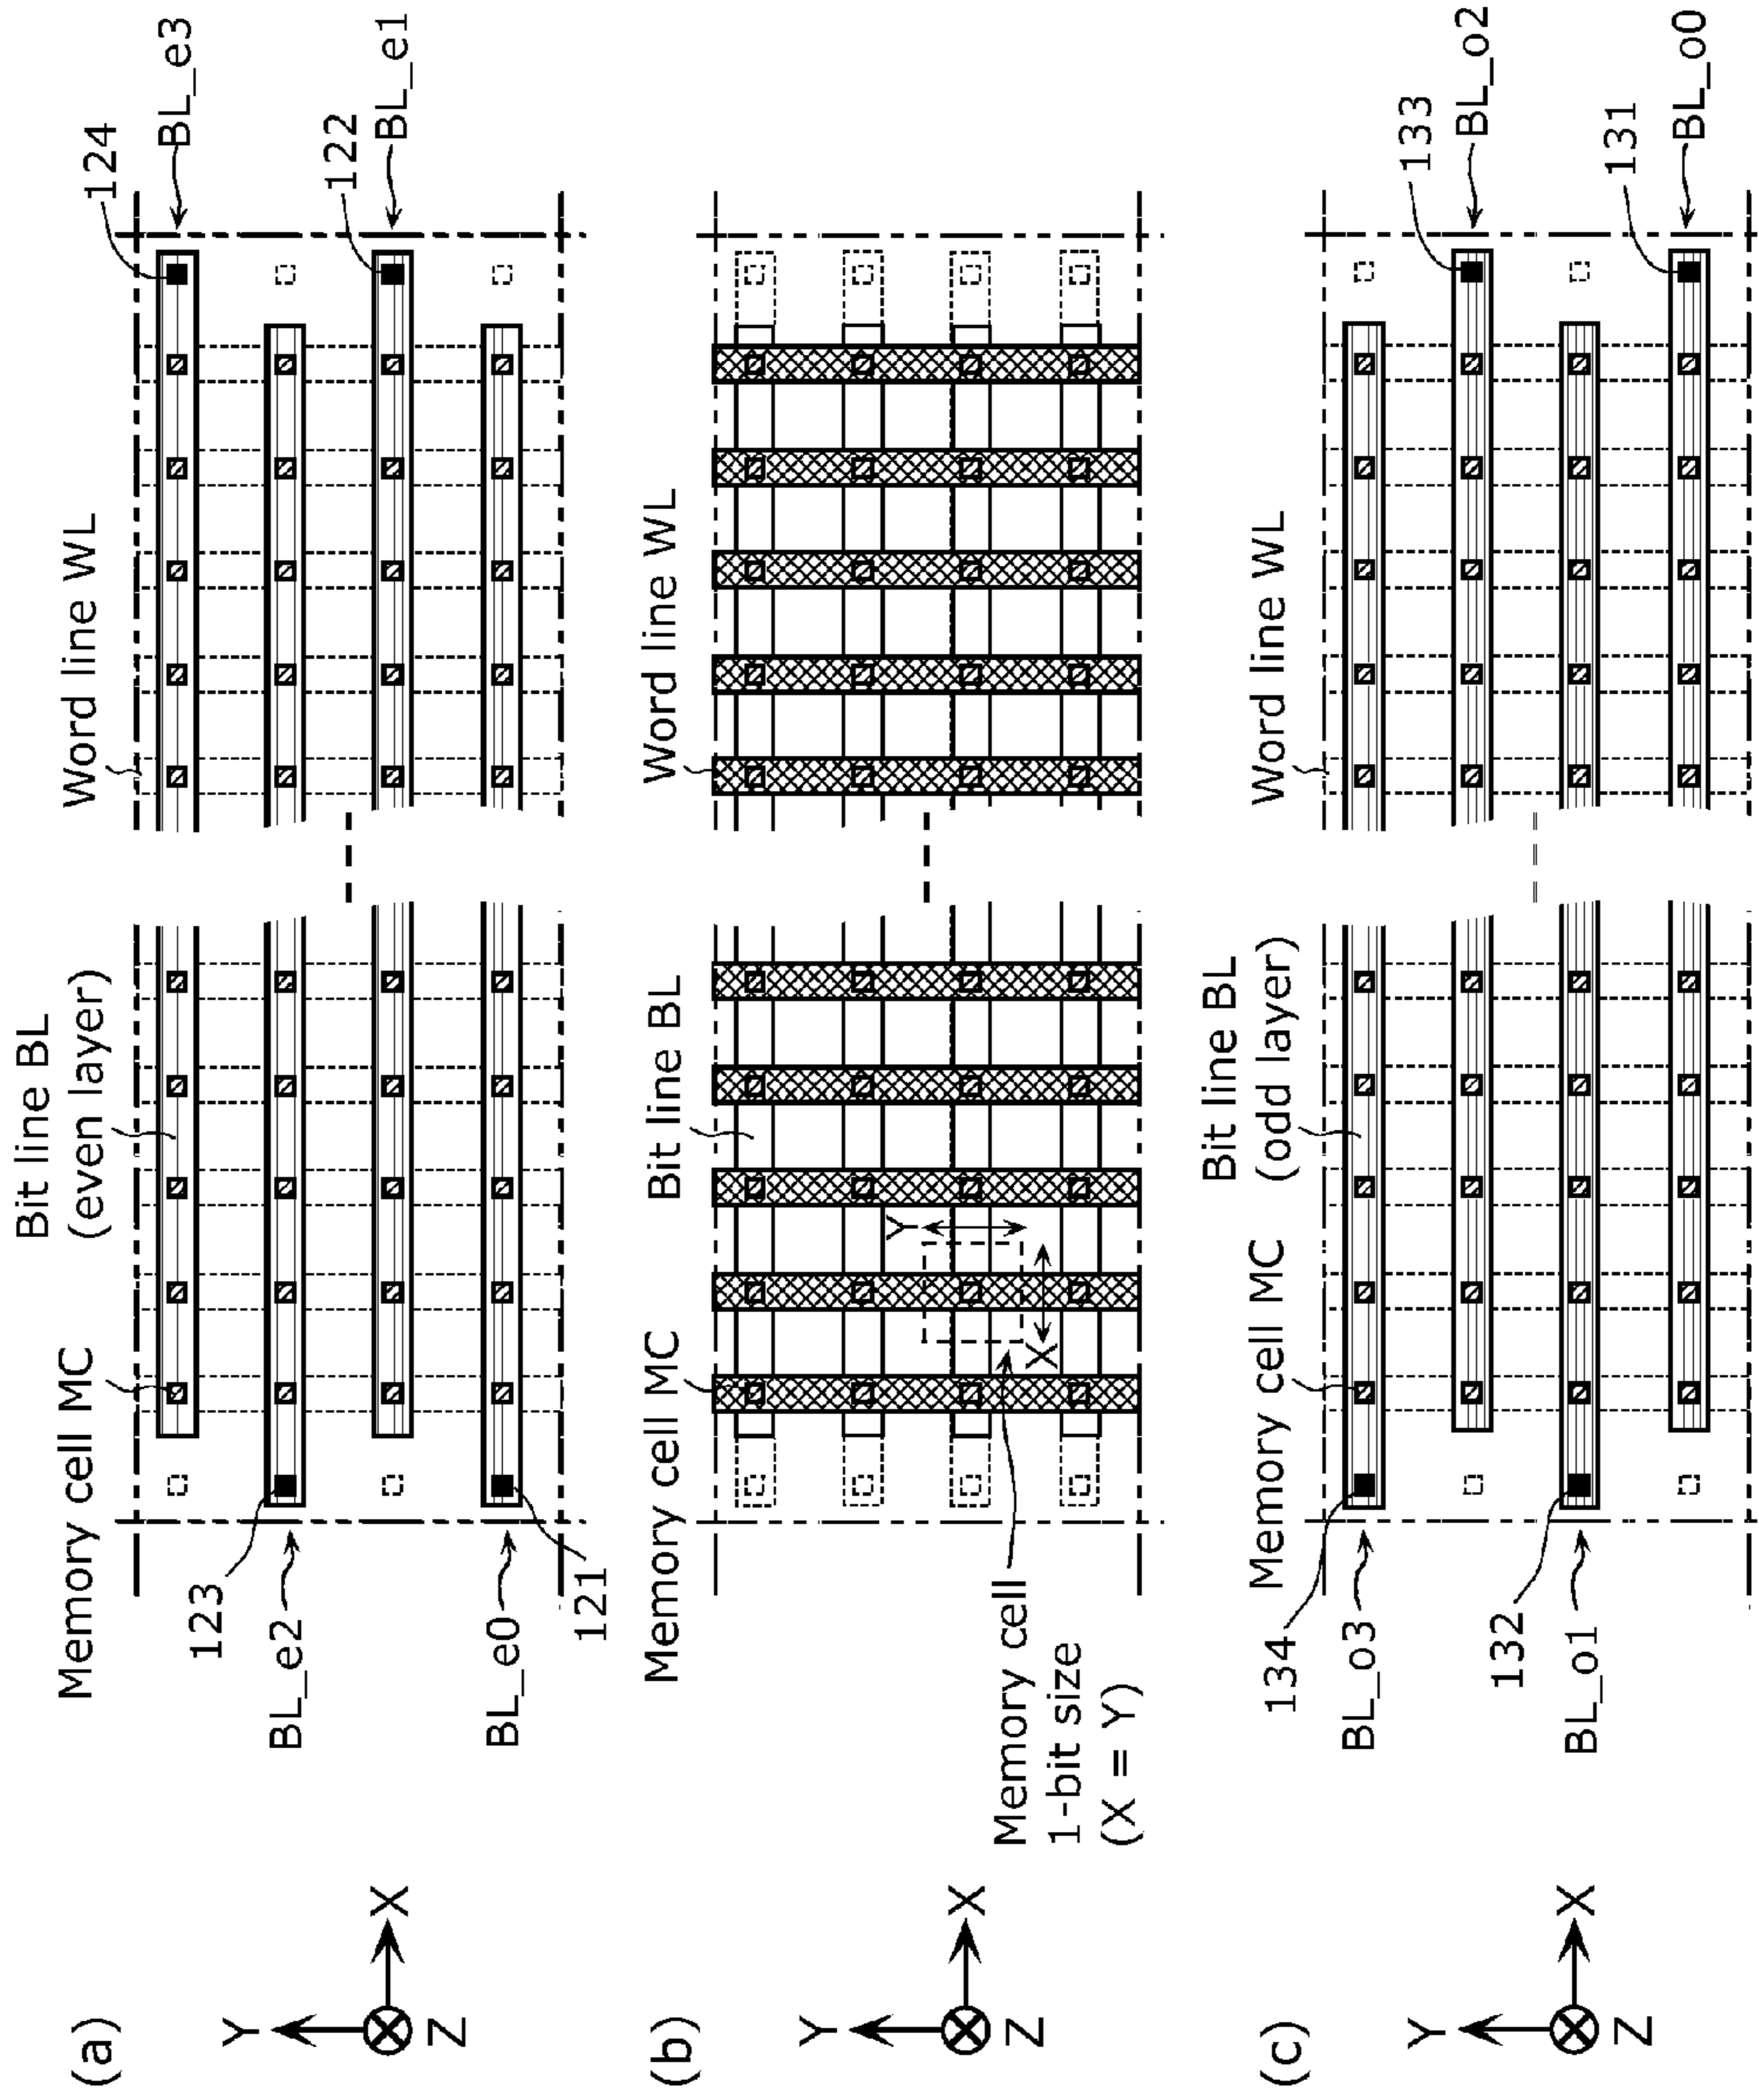 (a)
Y
X
Z
Memory cell MC
Bit line BL
(even layer)
Word line WL
124
BL_e3
123
BL_e2
122
BL_e1
BL_e0
121
(b)
Y
X
Z
Memory cell MC
Bit line BL
Word line WL
Y
X
Memory cell
1-bit size
(X = Y)
(c)
Y
X
Z
Memory cell MC
Bit line BL
(odd layer)
Word line WL
134
BL_o3
133
BL_o2
132
BL_o1
131
BL_o0